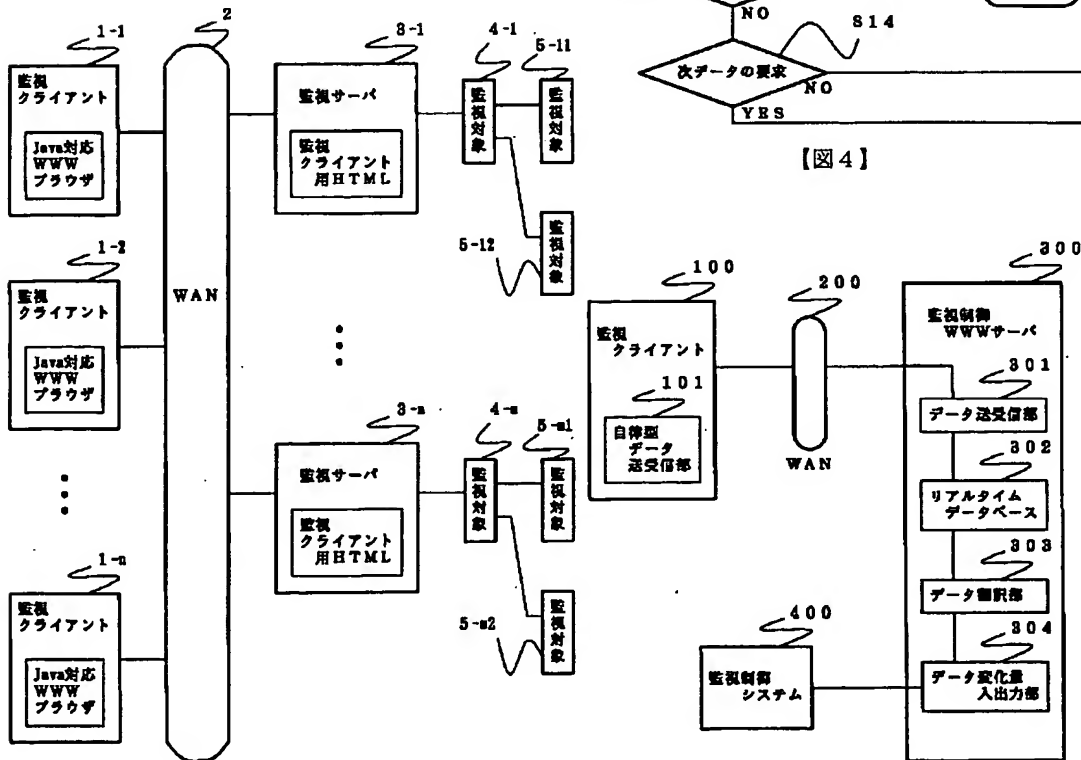 1-1
監視
クライアント
Java対応
WWW
ブラウザ
1-2
監視
クライアント
Java対応
WWW
ブラウザ
1-n
監視
クライアント
Java対応
WWW
ブラウザ
2
WAN
3-1
監視サーバ
監視
クライアント
用HTML
4-1
監視対象
5-11
監視対象
5-12
監視対象
3-n
監視サーバ
監視
クライアント
用HTML
4-m
監視対象
5-m1
監視対象
5-m2
監視対象
NO
S14
次データの要求
NO
YES
【図4】
100
監視
クライアント
101
自律型
データ
送受信部
200
WAN
300
監視制御
WWWサーバ
301
データ送受信部
302
リアルタイム
データベース
303
データ翻訳部
304
データ変化量
入出力部
400
監視制御
システム